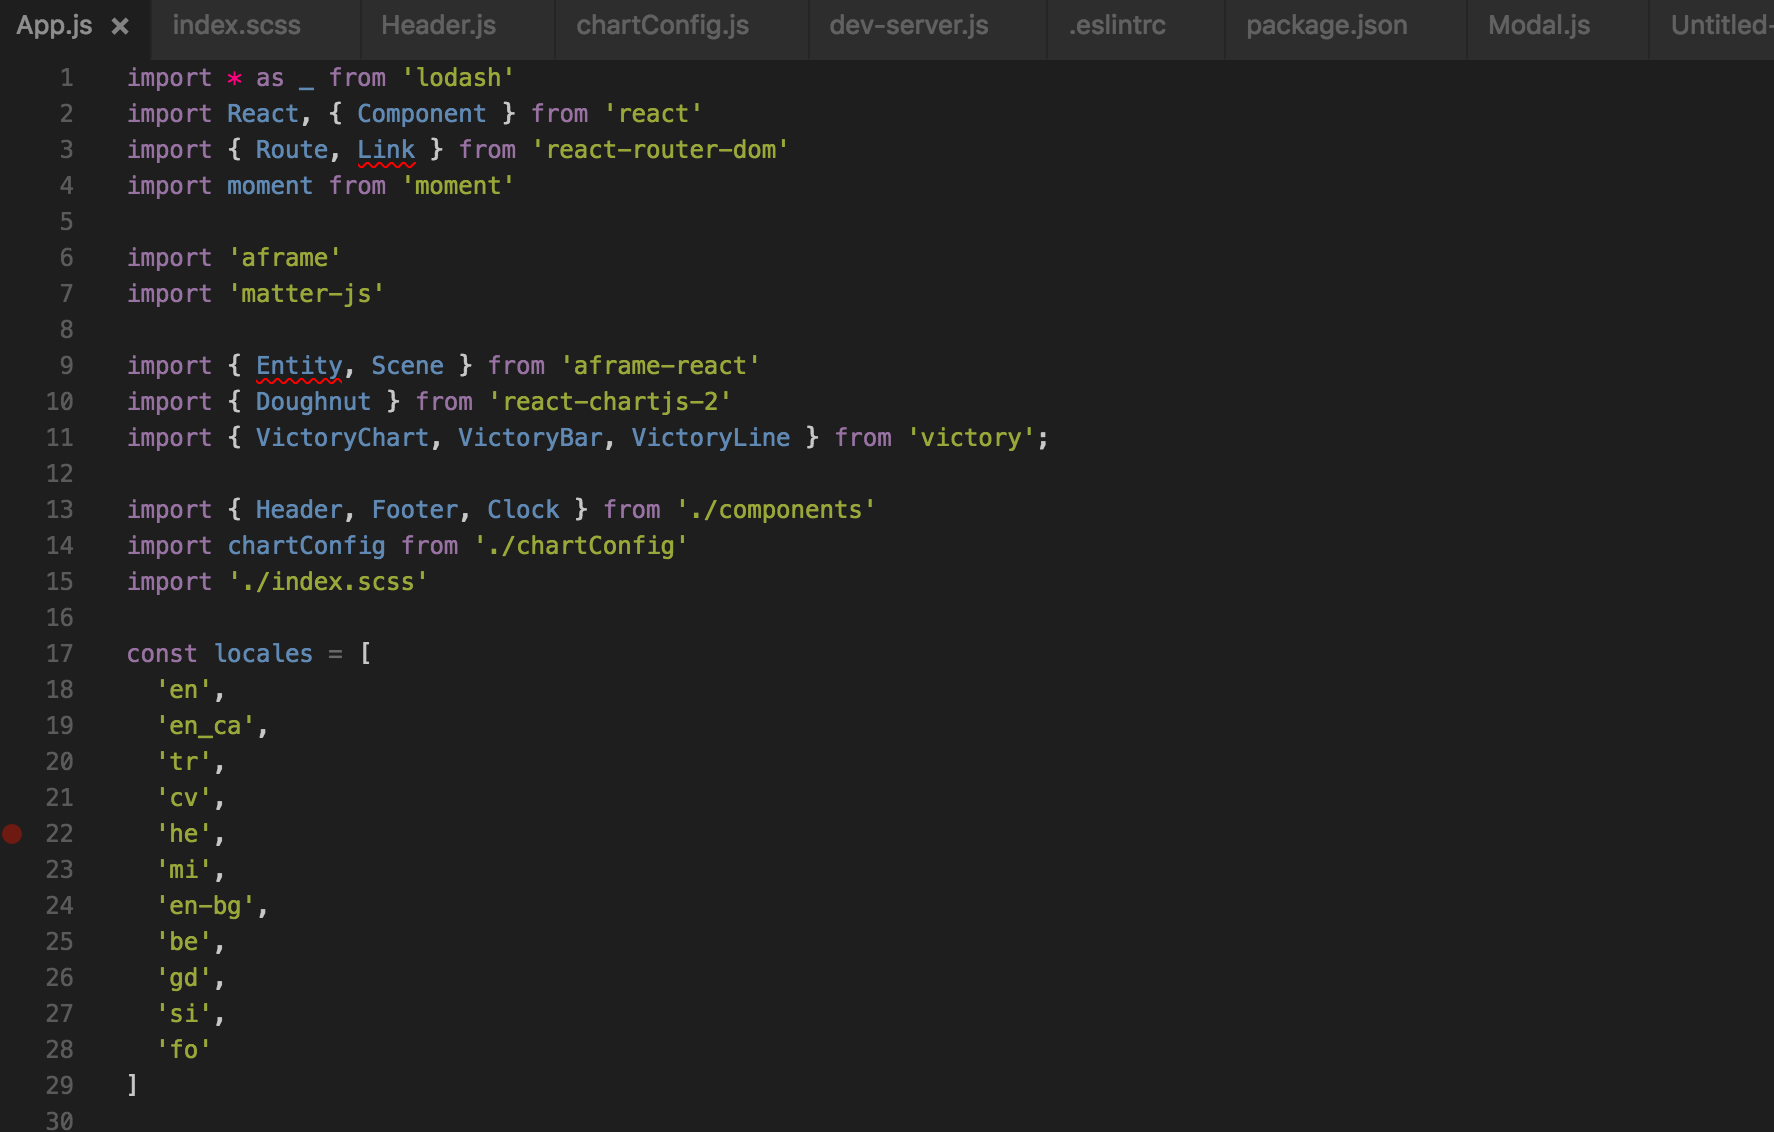 App.js × index.scss Header.js chartConfig.js dev-server.js .eslintrc package.json Modal.js Untitled-
1 import * as _ from 'lodash'
2 import React, { Component } from 'react'
3 import { Route, Link } from 'react-router-dom'
4 import moment from 'moment'
5
6 import 'aframe'
7 import 'matter-js'
8
9 import { Entity, Scene } from 'aframe-react'
10 import { Doughnut } from 'react-chartjs-2'
11 import { VictoryChart, VictoryBar, VictoryLine } from 'victory';
12
13 import { Header, Footer, Clock } from './components'
14 import chartConfig from './chartConfig'
15 import './index.scss'
16
17 const locales = [
18 'en',
19 'en_ca',
20 'tr',
21 'cv',
22 'he',
23 'mi',
24 'en-bg',
25 'be',
26 'gd',
27 'si',
28 'fo'
29 ]
30